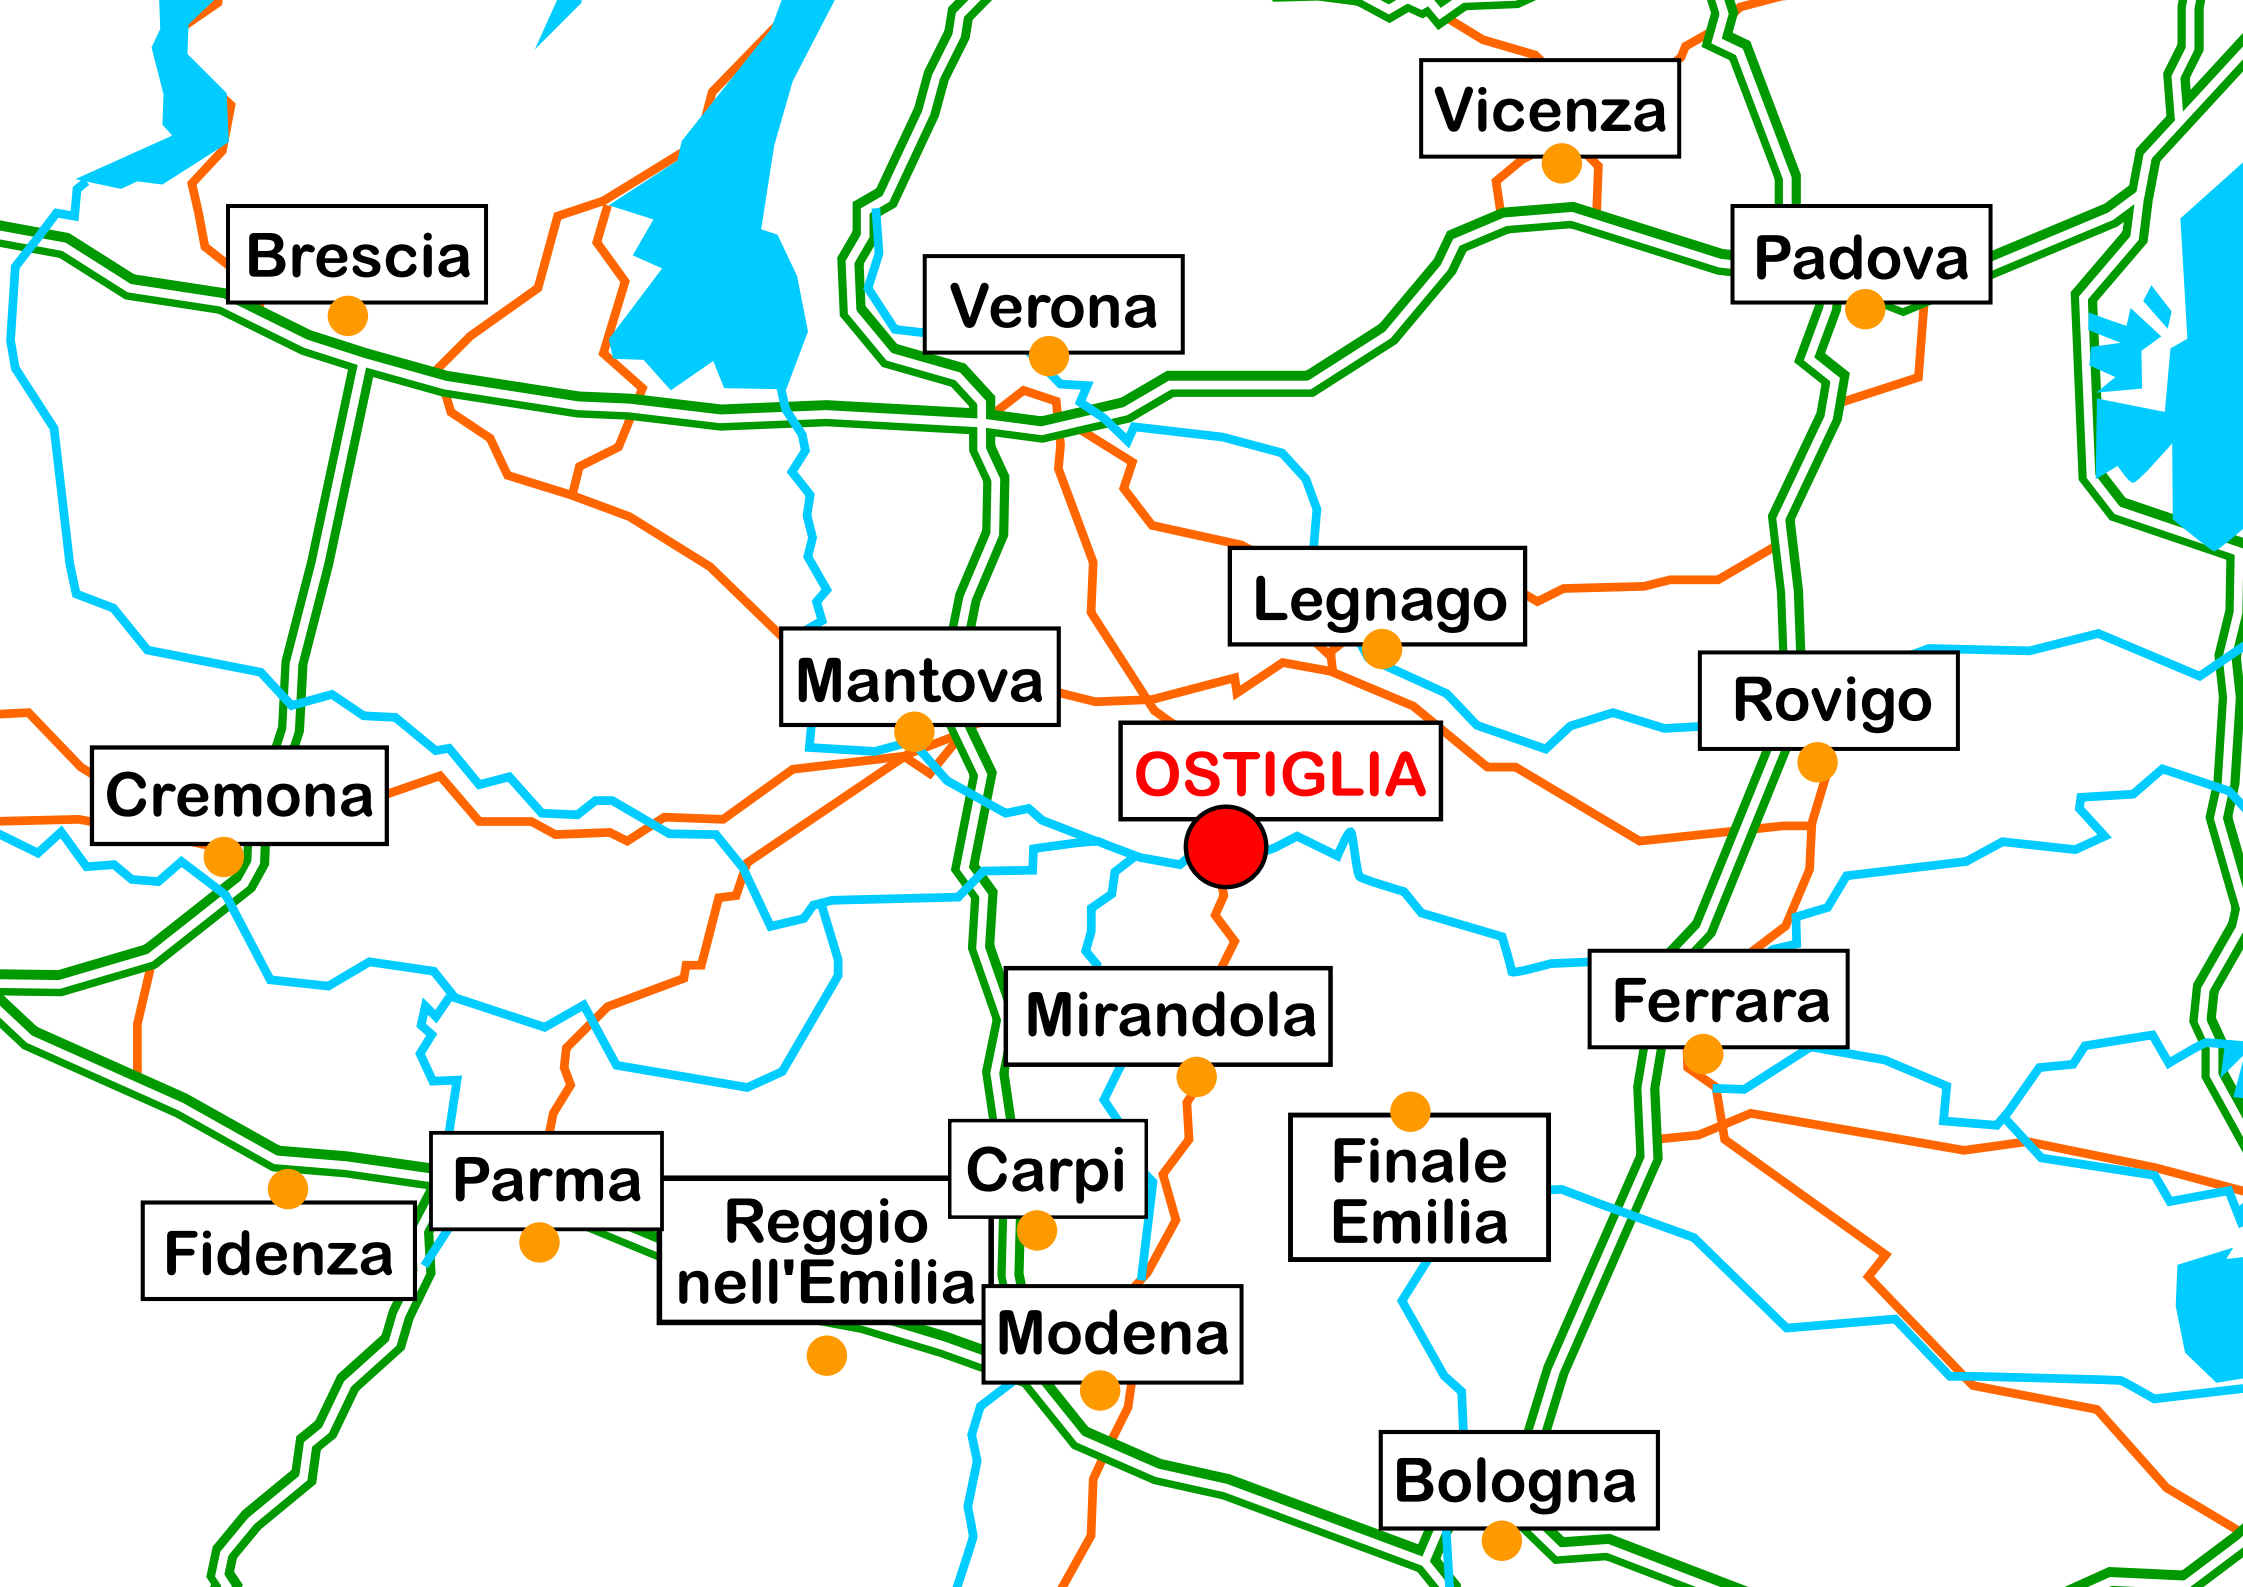 Vicenza
Brescia
Padova
Verona
Legnago
Mantova
Rovigo
OSTIGLIA
Cremona
Mirandola
Ferrara
Parma
Carpi
Finale
Emilia
Reggio
nell'Emilia
Fidenza
Modena
Bologna